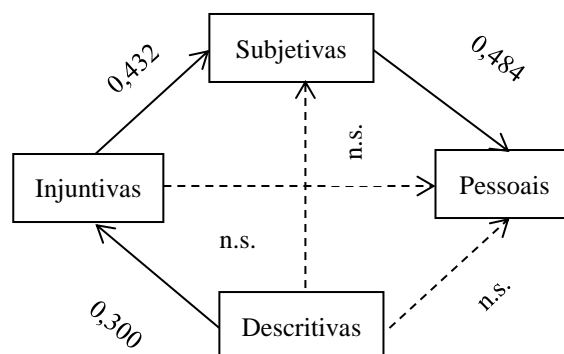 Subjetivas
0,432
0,484
n.s.
Injuntivas
Pessoais
n.s.
n.s.
0,300
Descritivas